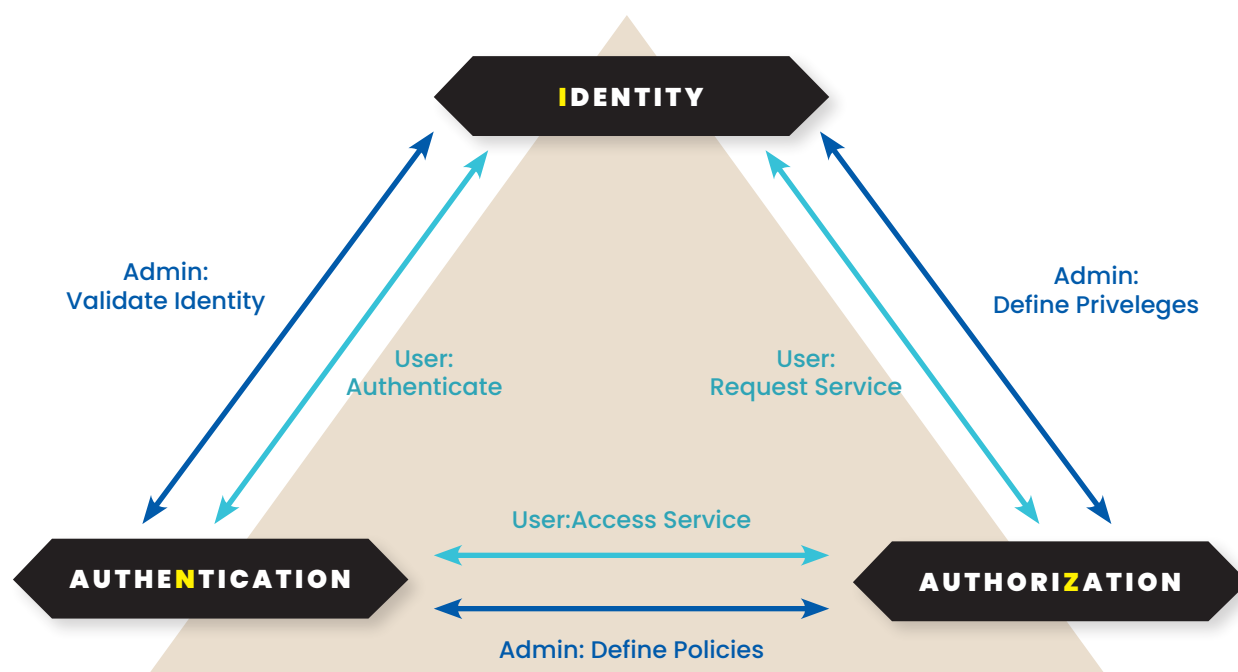 IDENTITY
Admin:
Validate Identity
Admin:
Define Priveleges
User:
Authenticate
User:
Request Service
User:Access Service
AUTHENTICATION
AUTHORIZATION
Admin: Define Policies